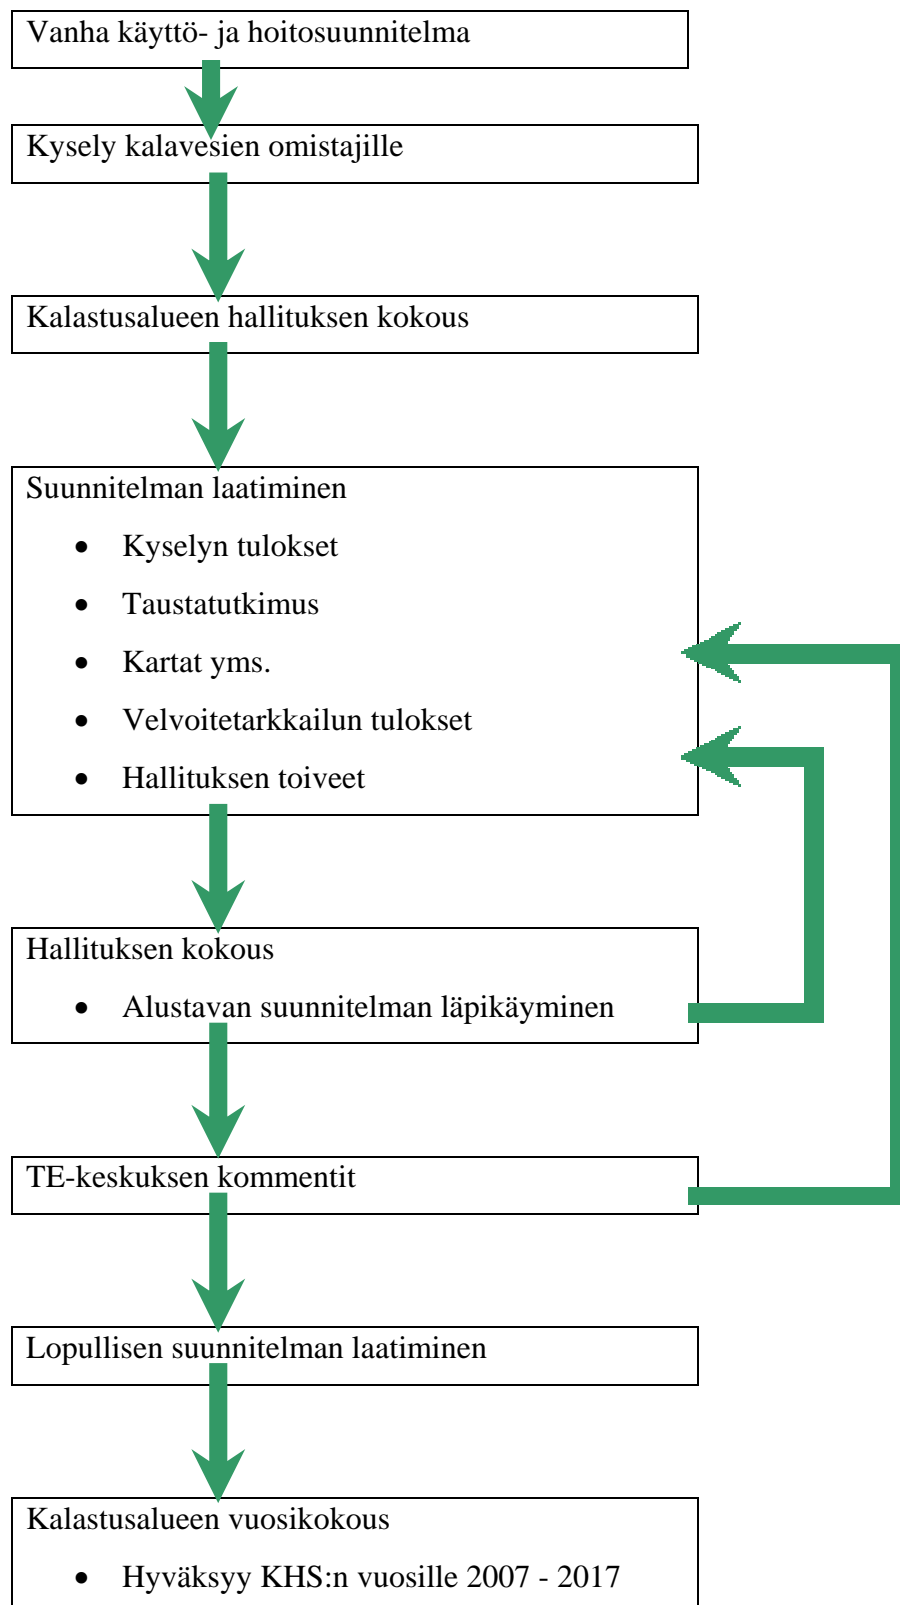 Vanha käyttö- ja hoitosuunnitelma
Kysely kalavesien omistajille
Kalastusalueen hallituksen kokous
Suunnitelman laatiminen
• Kyselyn tulokset
• Taustatutkimus
• Kartat yms.
• Velvoitetarkkailun tulokset
• Hallituksen toiveet
Hallituksen kokous
• Alustavan suunnitelman läpikäyminen
TE-keskuksen kommentit
Lopullisen suunnitelman laatiminen
Kalastusalueen vuosikokous
• Hyväksyy KHS:n vuosille 2007 - 2017